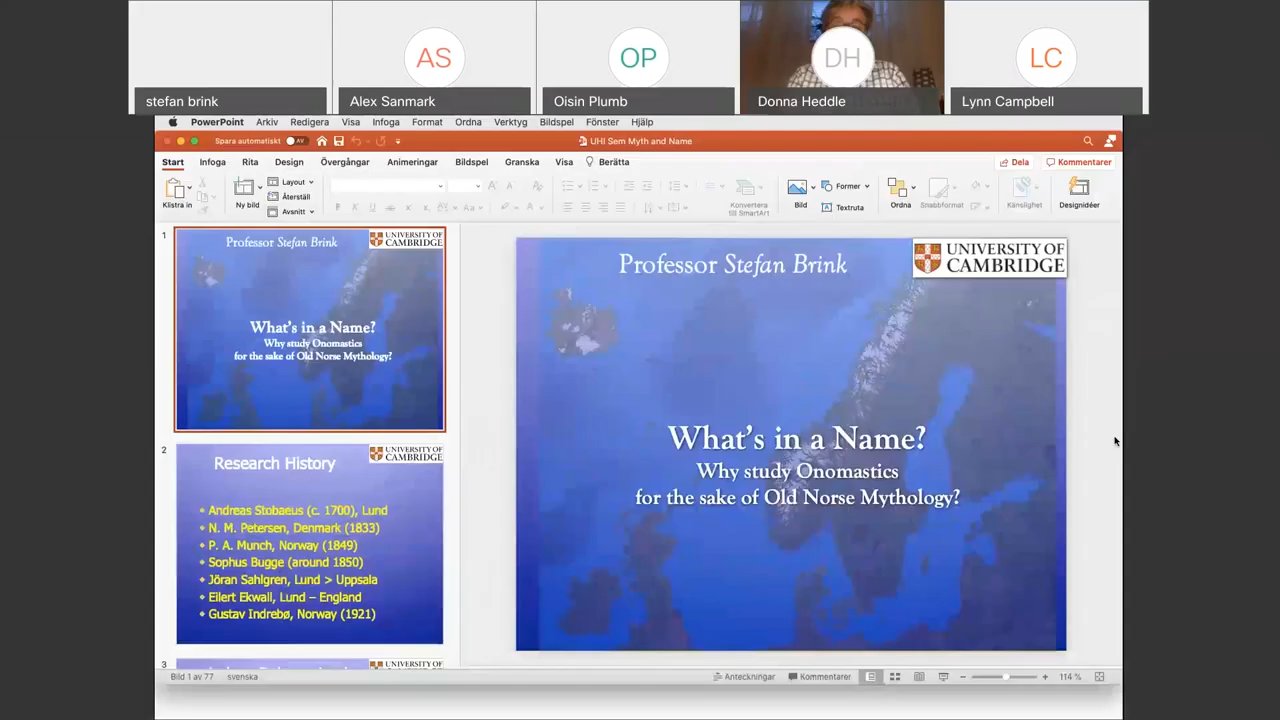 AS
OP
DH
LC
stefan brink
Alex Sanmark
Oisin Plumb
Donna Heddle
Lynn Campbell
PowerPoint Arkiv Redigera Visa Infoga Format Ordna Verktyg Bildspel Fönster Hjälp
Spara automatiskt AV
UHI Sem Myth and Name
Start Infoga Rita Design Övergångar Animeringar Bildspel Granska Visa Berätta Dela Kommentarer
Klistra in
Ny bild
Layout
Återställ
Avsnitt
Konvertera till SmartArt
Bild
Former
Textruta
Ordna
Snabbformat
Känslighet
Designidéer
1
Professor Stefan Brink
UNIVERSITY OF
CAMBRIDGE
What's in a Name?
Why study Onomastics
for the sake of Old Norse Mythology?
2
Research History
UNIVERSITY OF
CAMBRIDGE
Andreas Stobaeus (c. 1700), Lund
N. M. Petersen, Denmark (1833)
P. A. Munch, Norway (1849)
Sophus Bugge (around 1850)
Jöran Sahlgren, Lund > Uppsala
Eilert Ekwall, Lund – England
Gustav Indrebø, Norway (1921)
3
UNIVERSITY OF
Professor Stefan Brink
UNIVERSITY OF
CAMBRIDGE
What's in a Name?
Why study Onomastics
for the sake of Old Norse Mythology?
Bild 1 av 77 svenska
Anteckningar Kommentarer 114 %